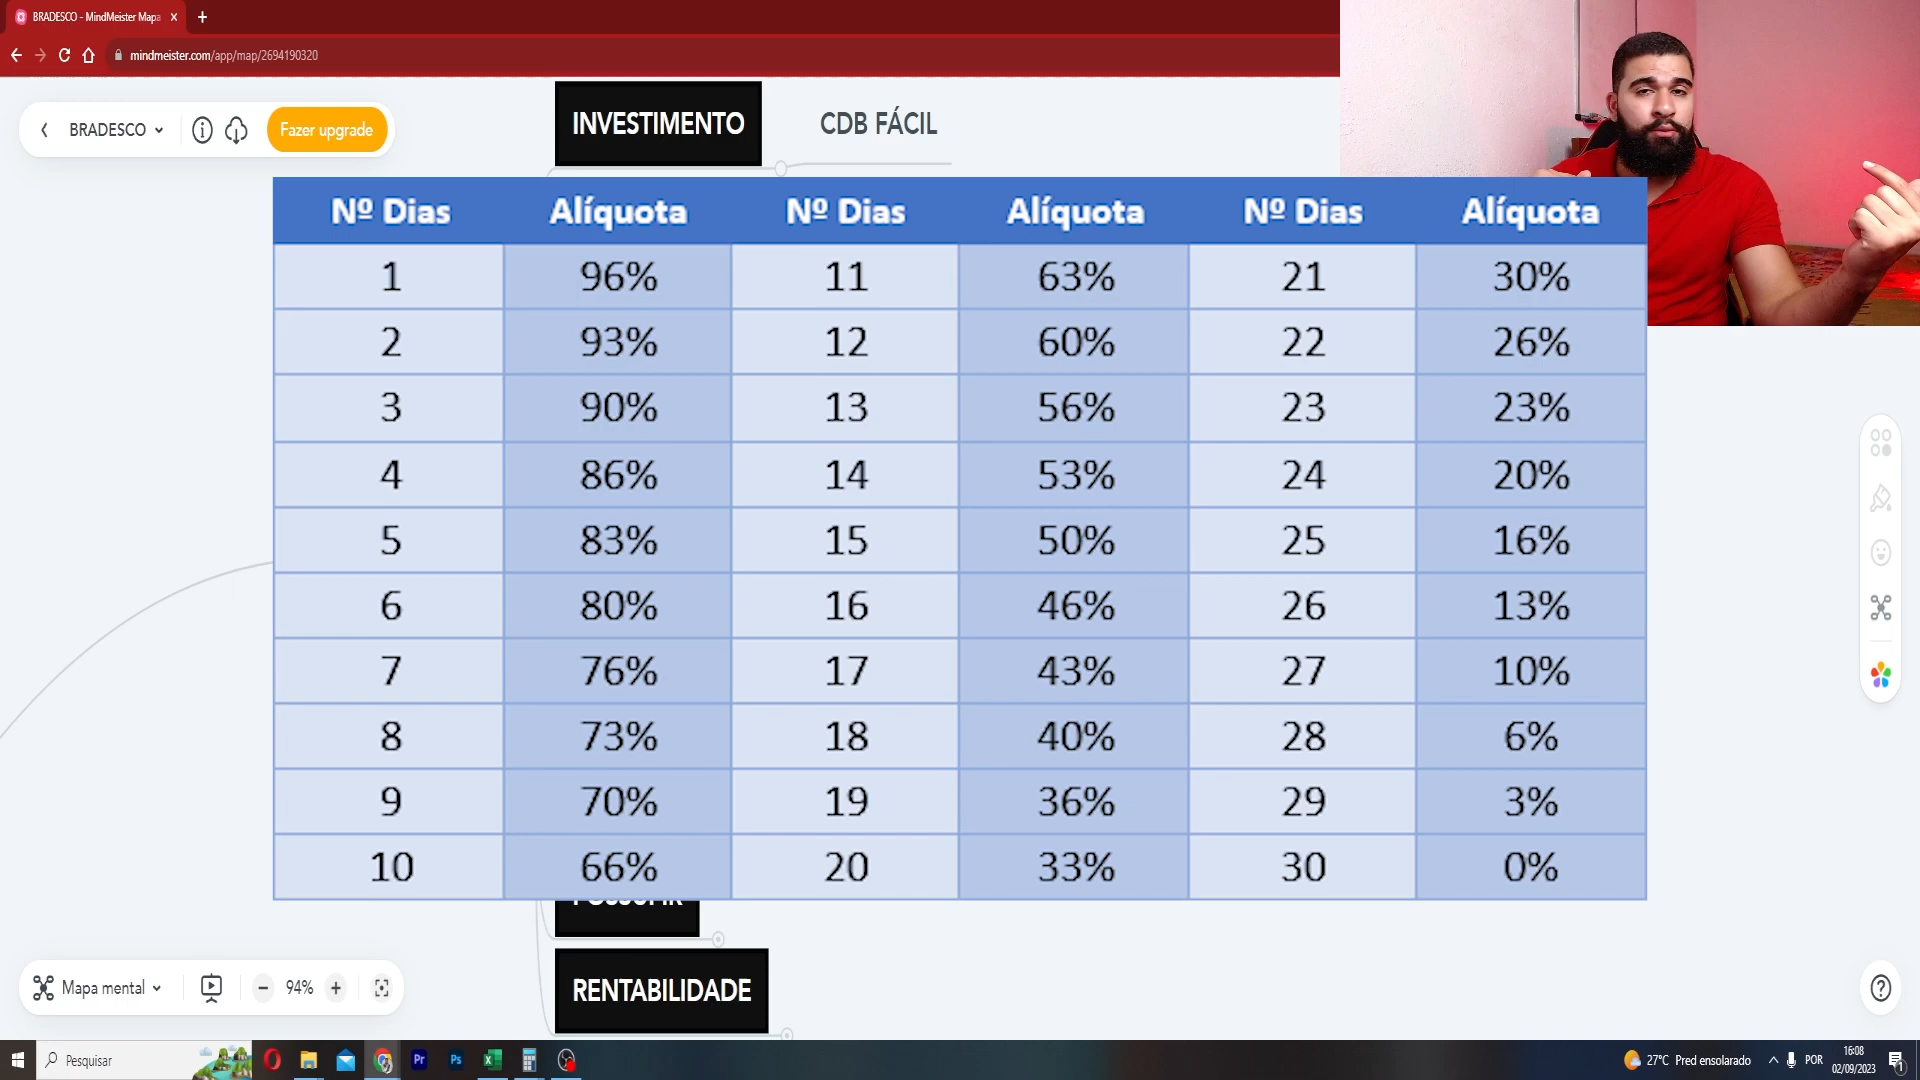 BRADESCO - MindMeister Mapa
mindmeister.com/app/map/2694190320
BRADESCO
Fazer upgrade
INVESTIMENTO
CDB FÁCIL
Nº Dias Alíquota Nº Dias Alíquota Nº Dias Alíquota
1 96% 11 63% 21 30%
2 93% 12 60% 22 26%
3 90% 13 56% 23 23%
4 86% 14 53% 24 20%
5 83% 15 50% 25 16%
6 80% 16 46% 26 13%
7 76% 17 43% 27 10%
8 73% 18 40% 28 6%
9 70% 19 36% 29 3%
10 66% 20 33% 30 0%
RENTABILIDADE
Mapa mental
94%
Pesquisar
Pr
Ps
27°C Pred ensolarado
POR
16:08
02/09/2023
1